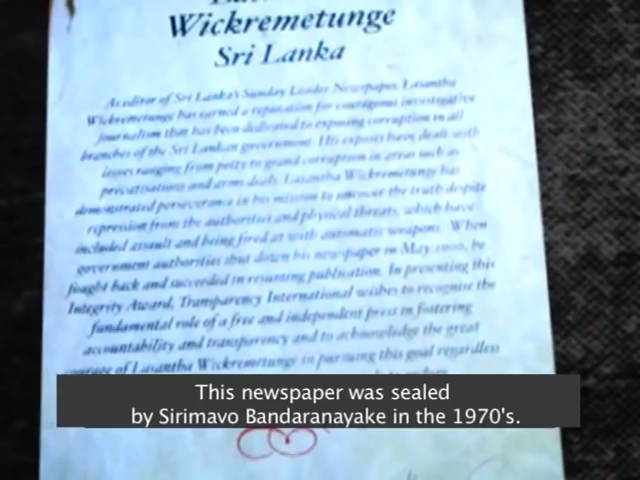 Wickremetunge
Sri Lanka
As editor of Sri Lanka's Sunday Leader Newspaper, Lasantha
Wickremetunge has earned a reputation for courageous investigative
journalism that has been dedicated to exposing corruption in all
branches of the Sri Lankan government. His exposés have dealt with
issues ranging from petty to grand corruption in areas such as
privatisations and arms deals. Lasantha Wickremetunge has
demonstrated perseverance in his mission to uncover the truth despite
repression from the authorities and physical threats, which have
included assault and being fired at with automatic weapons. When
government authorities shut down his newspaper in May 2000, he
fought back and succeeded in resuming publication. In presenting this
Integrity Award, Transparency International wishes to recognise the
fundamental role of a free and independent press in fostering
accountability and transparency and to acknowledge the great
courage of Lasantha Wickremetunge in pursuing this goal regardless
This newspaper was sealed
by Sirimavo Bandaranayake in the 1970's.